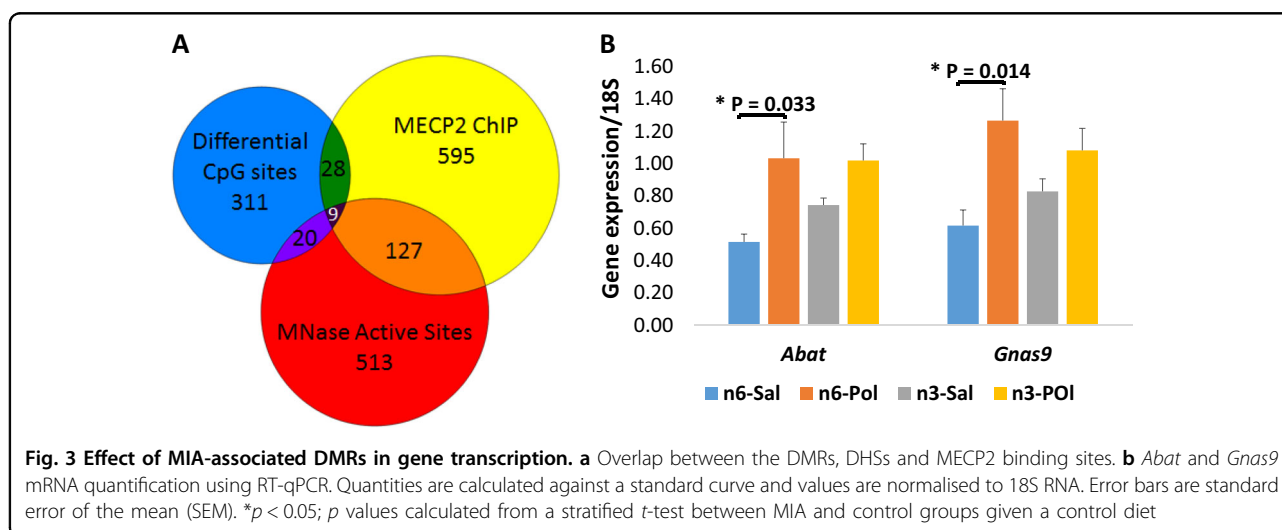 A
Differential
CpG sites
311
28
MECP2 ChIP
595
9
20
127
MNase Active Sites
513
B
Gene expression/18S
1.60
1.40
1.20
1.00
0.80
0.60
0.40
0.20
0.00
* P = 0.033
* P = 0.014
Abat
Gnas9
n6-Sal n6-Pol n3-Sal n3-POl
Fig. 3 Effect of MIA-associated DMRs in gene transcription. a Overlap between the DMRs, DHSs and MECP2 binding sites. b Abat and Gnas9
mRNA quantification using RT-qPCR. Quantities are calculated against a standard curve and values are normalised to 18S RNA. Error bars are standard
error of the mean (SEM). *p < 0.05; p values calculated from a stratified t-test between MIA and control groups given a control diet